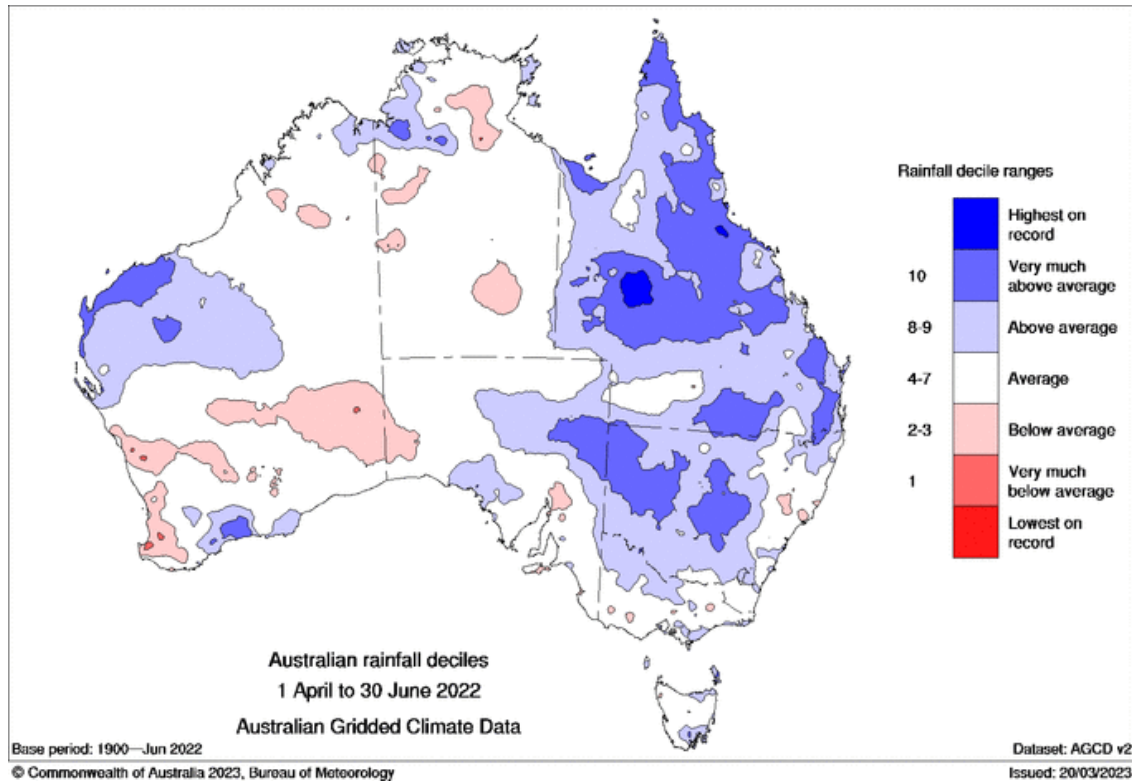 Rainfall decile ranges
Highest on
record
10
Very much
above average
8-9
Above average
4-7
Average
2-3
Below average
1
Very much
below average
Lowest on
record
Australian rainfall deciles
1 April to 30 June 2022
Australian Gridded Climate Data
Base period: 1900—Jun 2022
Dataset: AGCD v2
© Commonwealth of Australia 2023, Bureau of Meteorology
Issued: 20/03/2023